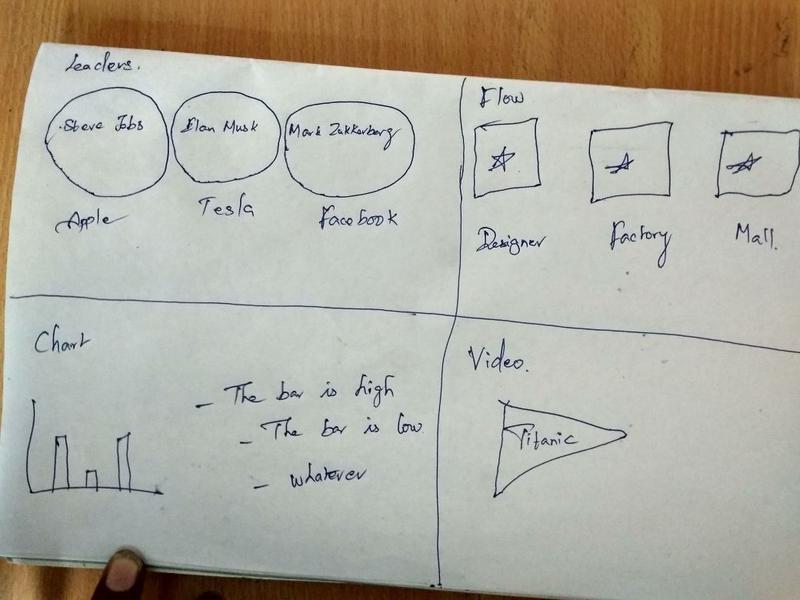 Leaders.
Steve Jobs
Elan Musk
Mark Zukkerberg
Apple
Tesla
Facebook
Flow
Designer
Factory
Mall.
Chart
- The bar is high
- The bar is low
- whatever
Video.
Titanic